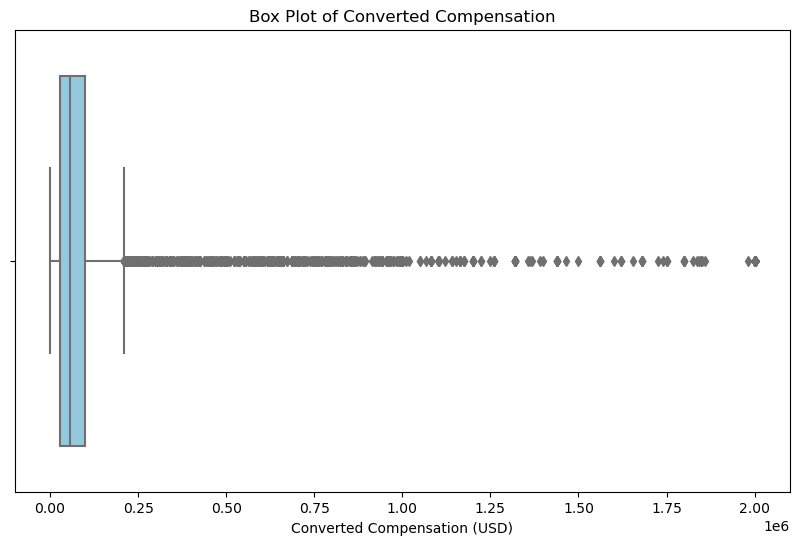 Box Plot of Converted Compensation
0.00 0.25 0.50 0.75 1.00 1.25 1.50 1.75 2.00
1e6
Converted Compensation (USD)